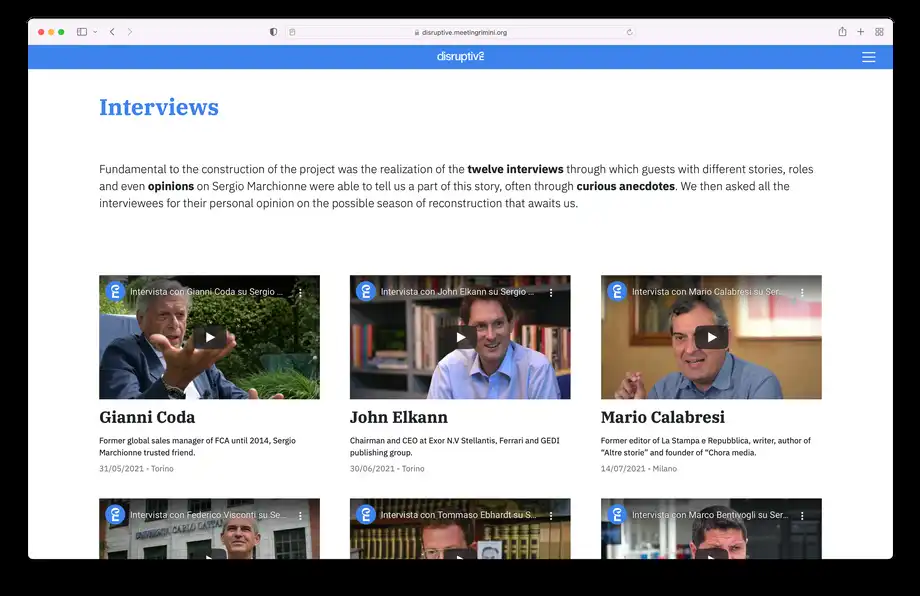 disruptive.meetingrimini.org
disruptive
Interviews
Fundamental to the construction of the project was the realization of the twelve interviews through which guests with different stories, roles
and even opinions on Sergio Marchionne were able to tell us a part of this story, often through curious anecdotes. We then asked all the
interviewees for their personal opinion on the possible season of reconstruction that awaits us.
Intervista con Gianni Coda su Sergio ...
Intervista con John Elkann su Sergio ...
Intervista con Mario Calabresi su Ser...
Gianni Coda
John Elkann
Mario Calabresi
Former global sales manager of FCA until 2014, Sergio
Marchionne trusted friend.
Chairman and CEO at Exor N.V Stellantis, Ferrari and GEDI
publishing group.
Former editor of La Stampa e Repubblica, writer, author of
"Altre storie" and founder of "Chora media.
31/05/2021 - Torino
30/06/2021 - Torino
14/07/2021 - Milano
Intervista con Federico Visconti su Se...
Intervista con Tommaso Ebhardt su S...
Intervista con Marco Bentivogli su Ser...